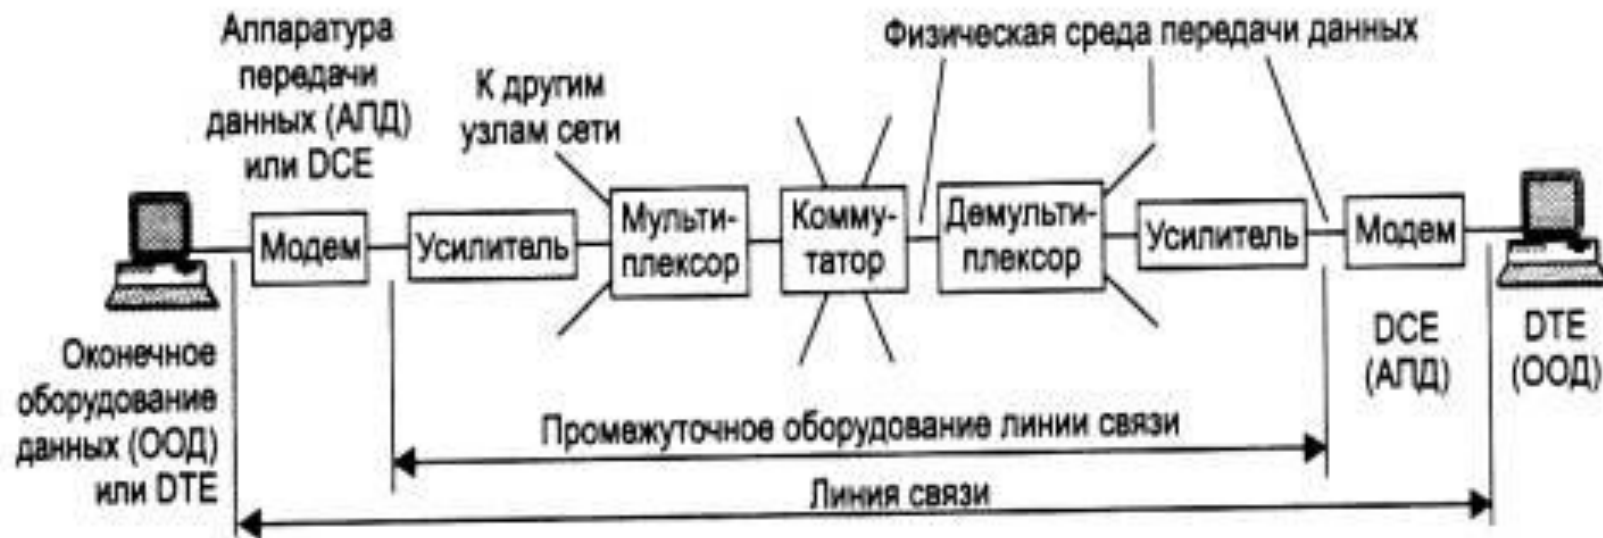 Аппаратура
передачи
данных (АПД)
или DCE
К другим
узлам сети
Физическая среда передачи данных
Модем
Усилитель
Мульти-
плексор
Комму-
татор
Демульти-
плексор
Усилитель
Модем
Оконечное
оборудование
данных (ООД)
или DTE
DCE
(АПД)
DTE
(ООД)
Промежуточное оборудование линии связи
Линия связи